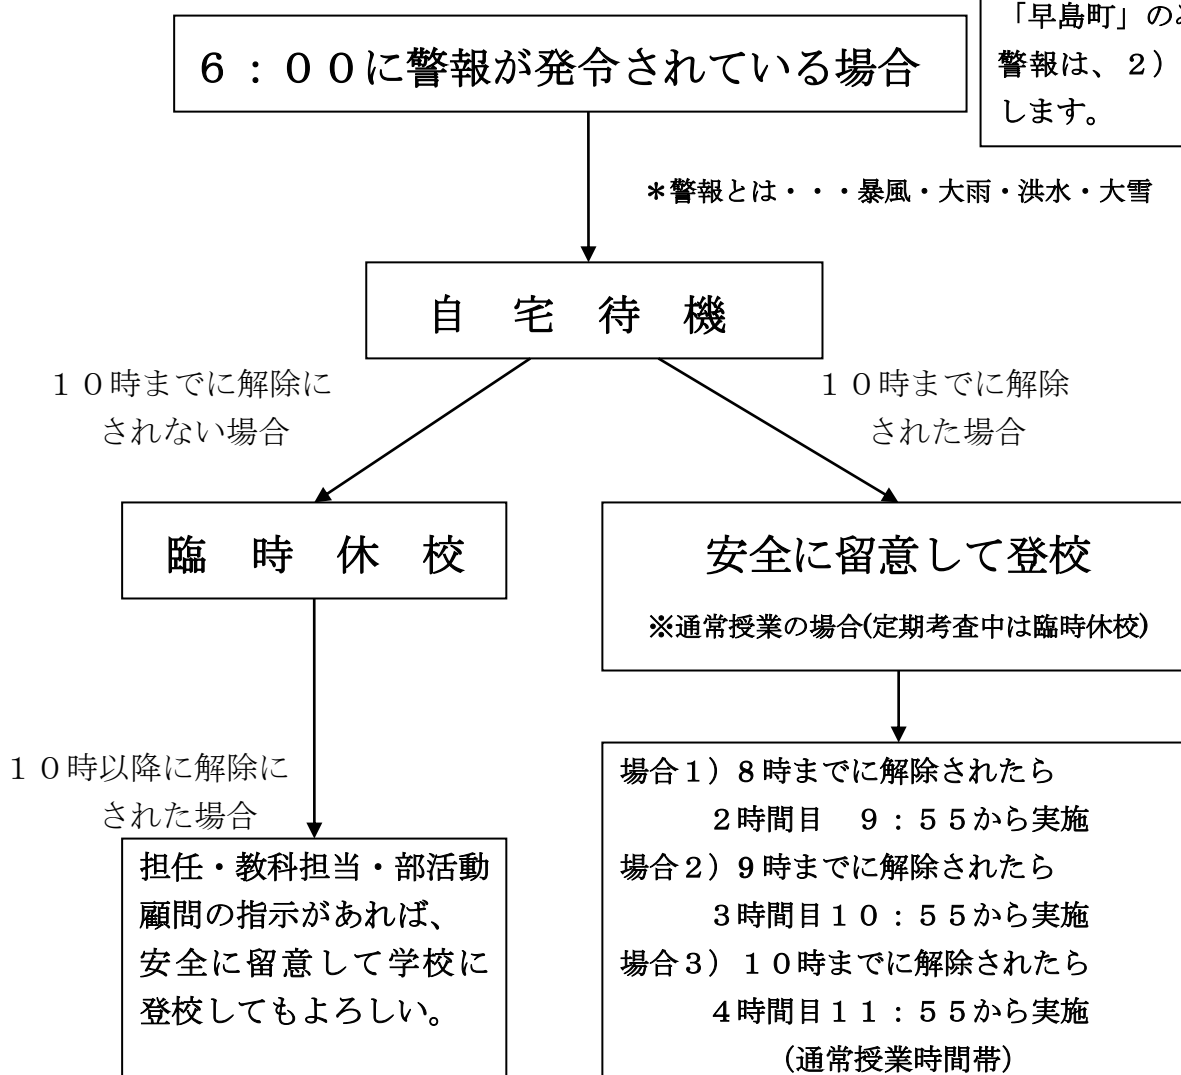 ６：００に警報が発令されている場合
「早島町」の
警報は、２）
します。
＊警報とは・・・暴風・大雨・洪水・大雪
自　宅　待　機
１０時までに解除に
されない場合
１０時までに解除
された場合
臨　時　休　校
安全に留意して登校
※通常授業の場合(定期考査中は臨時休校)
１０時以降に解除に
された場合
担任・教科担当・部活動
顧問の指示があれば、
安全に留意して学校に
登校してもよろしい。
場合１）８時までに解除されたら
２時間目　９：５５から実施
場合２）９時までに解除されたら
３時間目１０：５５から実施
場合３）１０時までに解除されたら
４時間目１１：５５から実施
（通常授業時間帯）